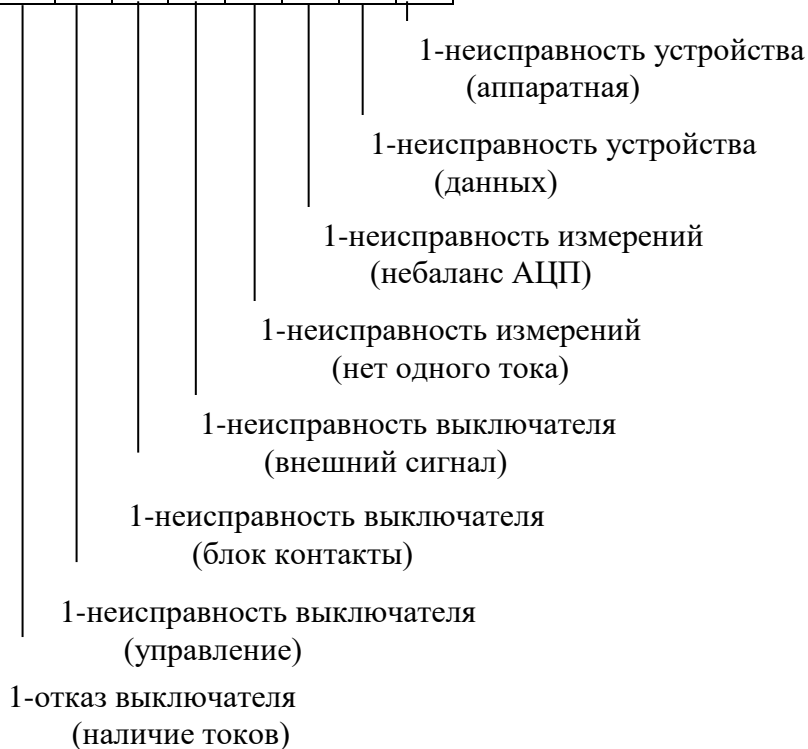 1-неисправность устройства
(аппаратная)
1-неисправность устройства
(данных)
1-неисправность измерений
(небаланс АЦП)
1-неисправность измерений
(нет одного тока)
1-неисправность выключателя
(внешний сигнал)
1-неисправность выключателя
(блок контакты)
1-неисправность выключателя
(управление)
1-отказ выключателя
(наличие токов)